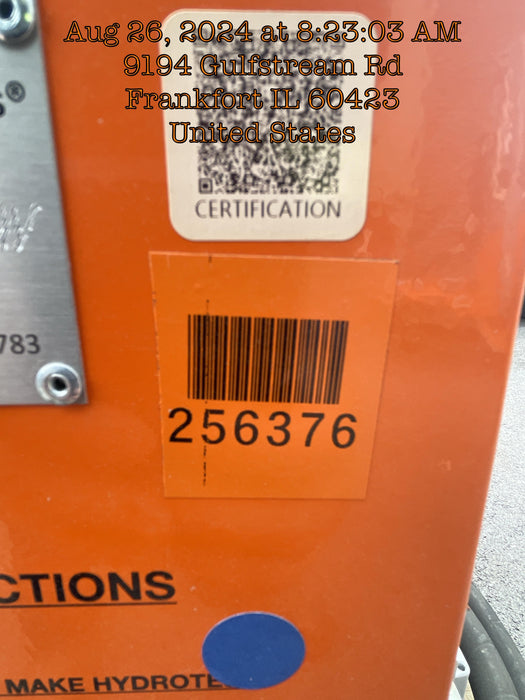 Aug 26, 2024 at 8:23:03 AM
9194 Gulfstream Rd
Frankfort IL 60423
United States
S®
CERTIFICATION
783
256376
CTIONS
MAKE HYDROTE